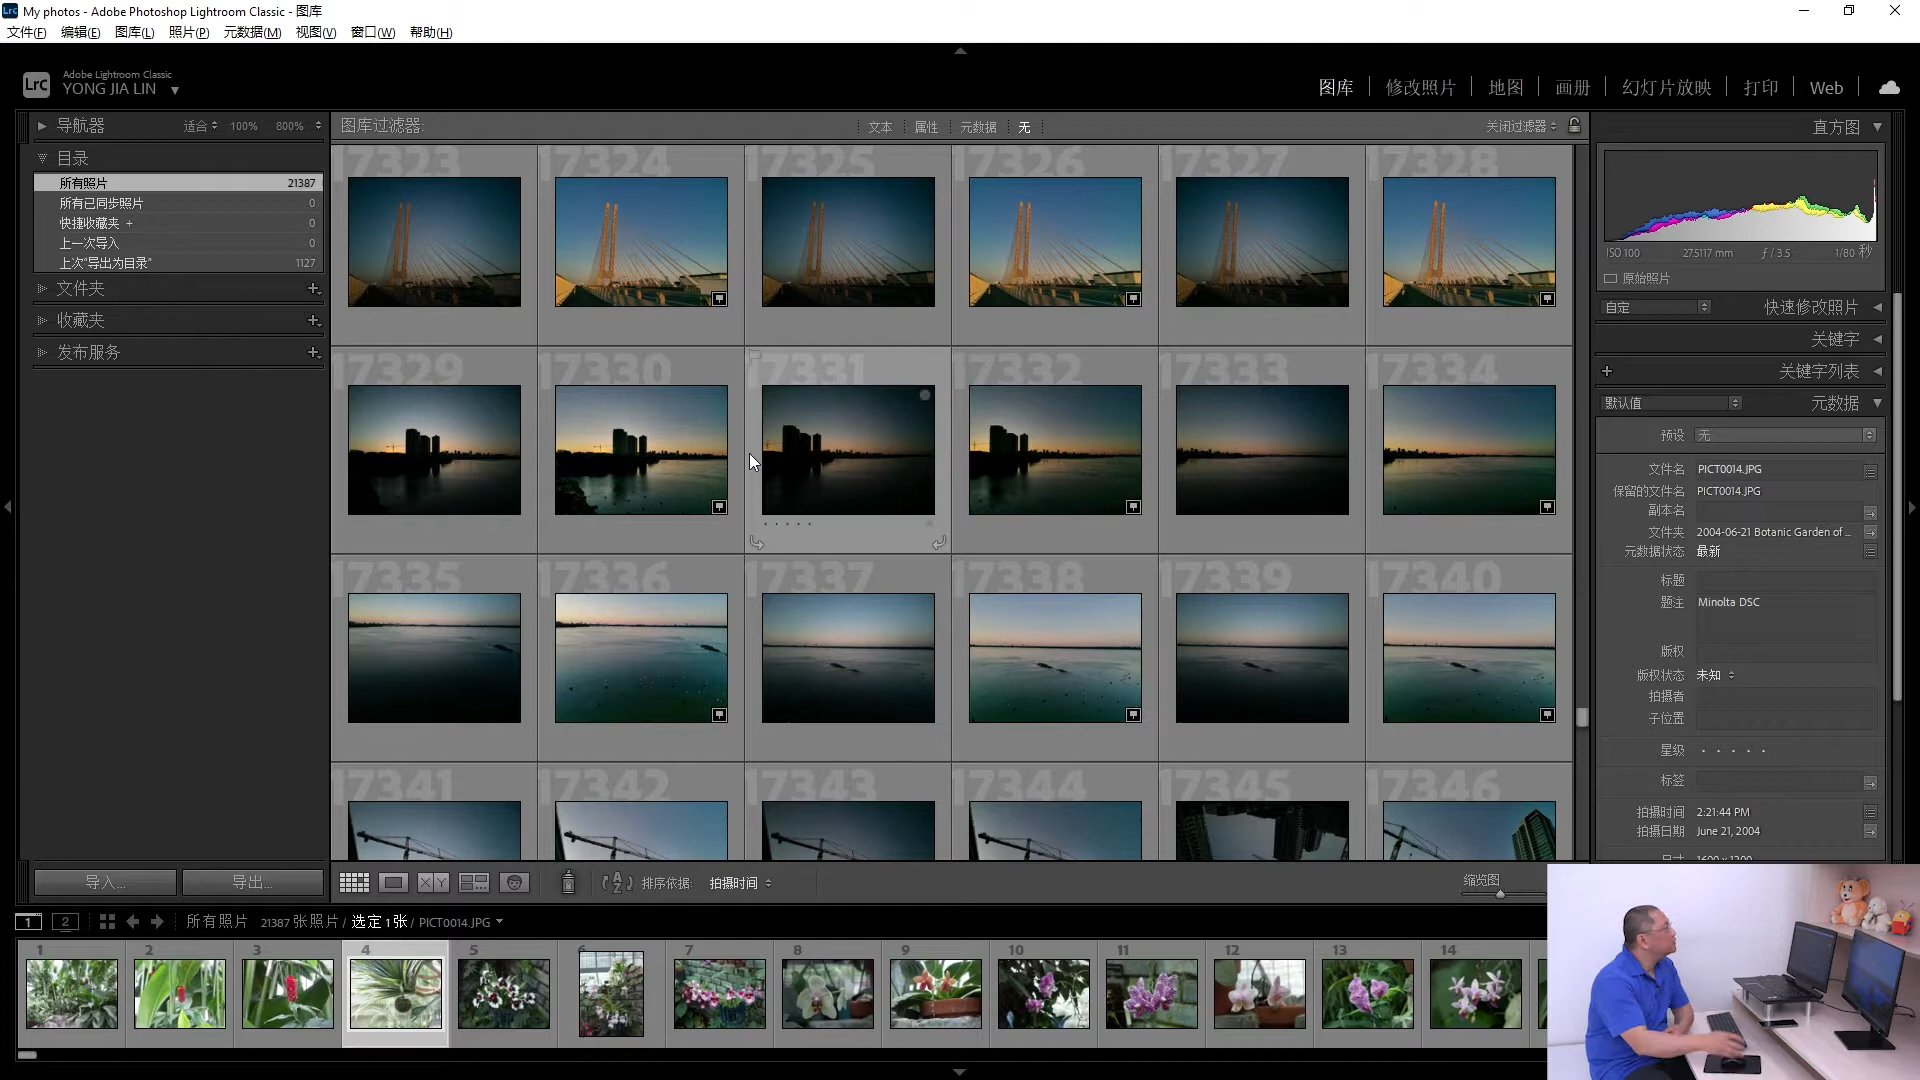 My photos - Adobe Photoshop Lightroom Classic - 图库
文件(F) 编辑(E) 图库(L) 照片(P) 元数据(M) 视图(V) 窗口(W) 帮助(H)
LrC
Adobe Lightroom Classic
YONG JIA LIN
图库 修改照片 地图 画册 幻灯片放映 打印 Web
导航器 适合 100% 800%
图库过滤器: 文本 属性 元数据 无 关闭过滤器
直方图
目录
所有照片 21387
所有已同步照片 0
快捷收藏夹 + 0
上一次导入 0
上次“导出为目录” 1127
文件夹
收藏夹
发布服务
17323 17324 17325 17326 17327 17328
17329 17330 17331 17332 17333 17334
17335 17336 17337 17338 17339 17340
17341 17342 17343 17344 17345 17346
ISO 100 27.5117 mm ƒ / 3.5 1/80 秒
原始照片
自定 快速修改照片
关键字
关键字列表
默认值 元数据
预设 无
文件名 PICT0014.JPG
保留的文件名 PICT0014.JPG
副本名
文件夹 2004-06-21 Botanic Garden of ...
元数据状态 最新
标题
题注 Minolta DSC
版权
版权状态 未知
拍摄者
子位置
星级
标签
拍摄时间 2:21:44 PM
拍摄日期 June 21, 2004
尺寸 1600 x 1200
导入... 导出...
X Y
排序依据: 拍摄时间
缩览图
1 2 所有照片 21387 张照片 / 选定 1 张 / PICT0014.JPG
1 2 3 4 5 6 7 8 9 10 11 12 13 14